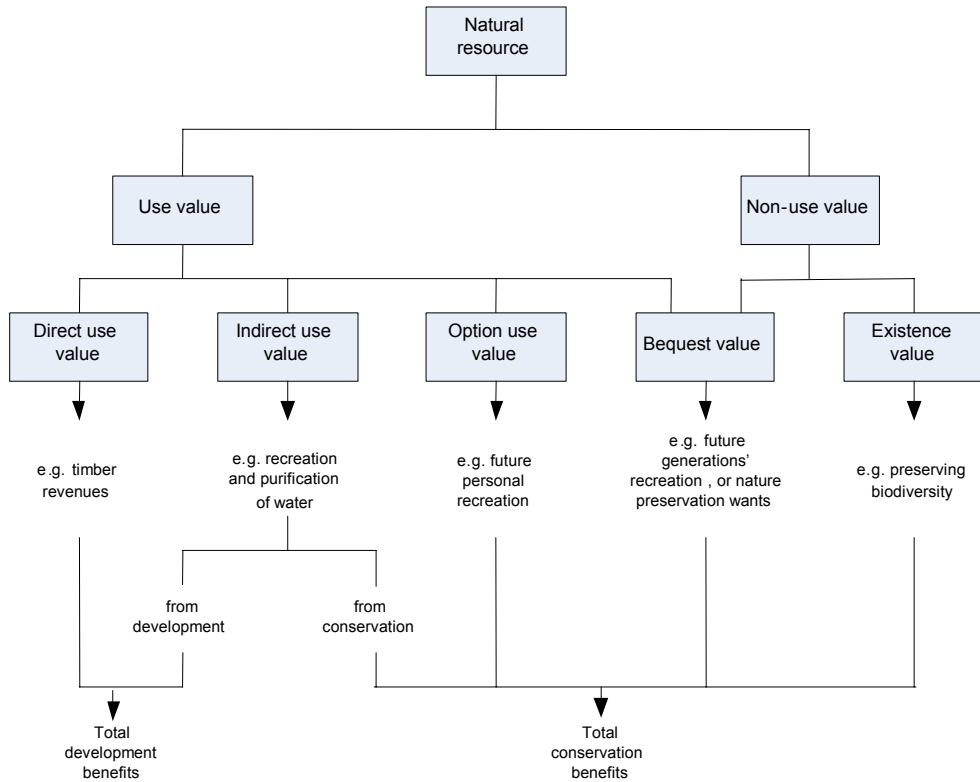 Natural
resource
Use value
Non-use value
Direct use
value
Indirect use
value
Option use
value
Bequest value
Existence
value
e.g. timber
revenues
e.g. recreation
and purification
of water
e.g. future
personal
recreation
e.g. future
generations'
recreation , or nature
preservation wants
e.g. preserving
biodiversity
from
development
from
conservation
Total
development
benefits
Total
conservation
benefits